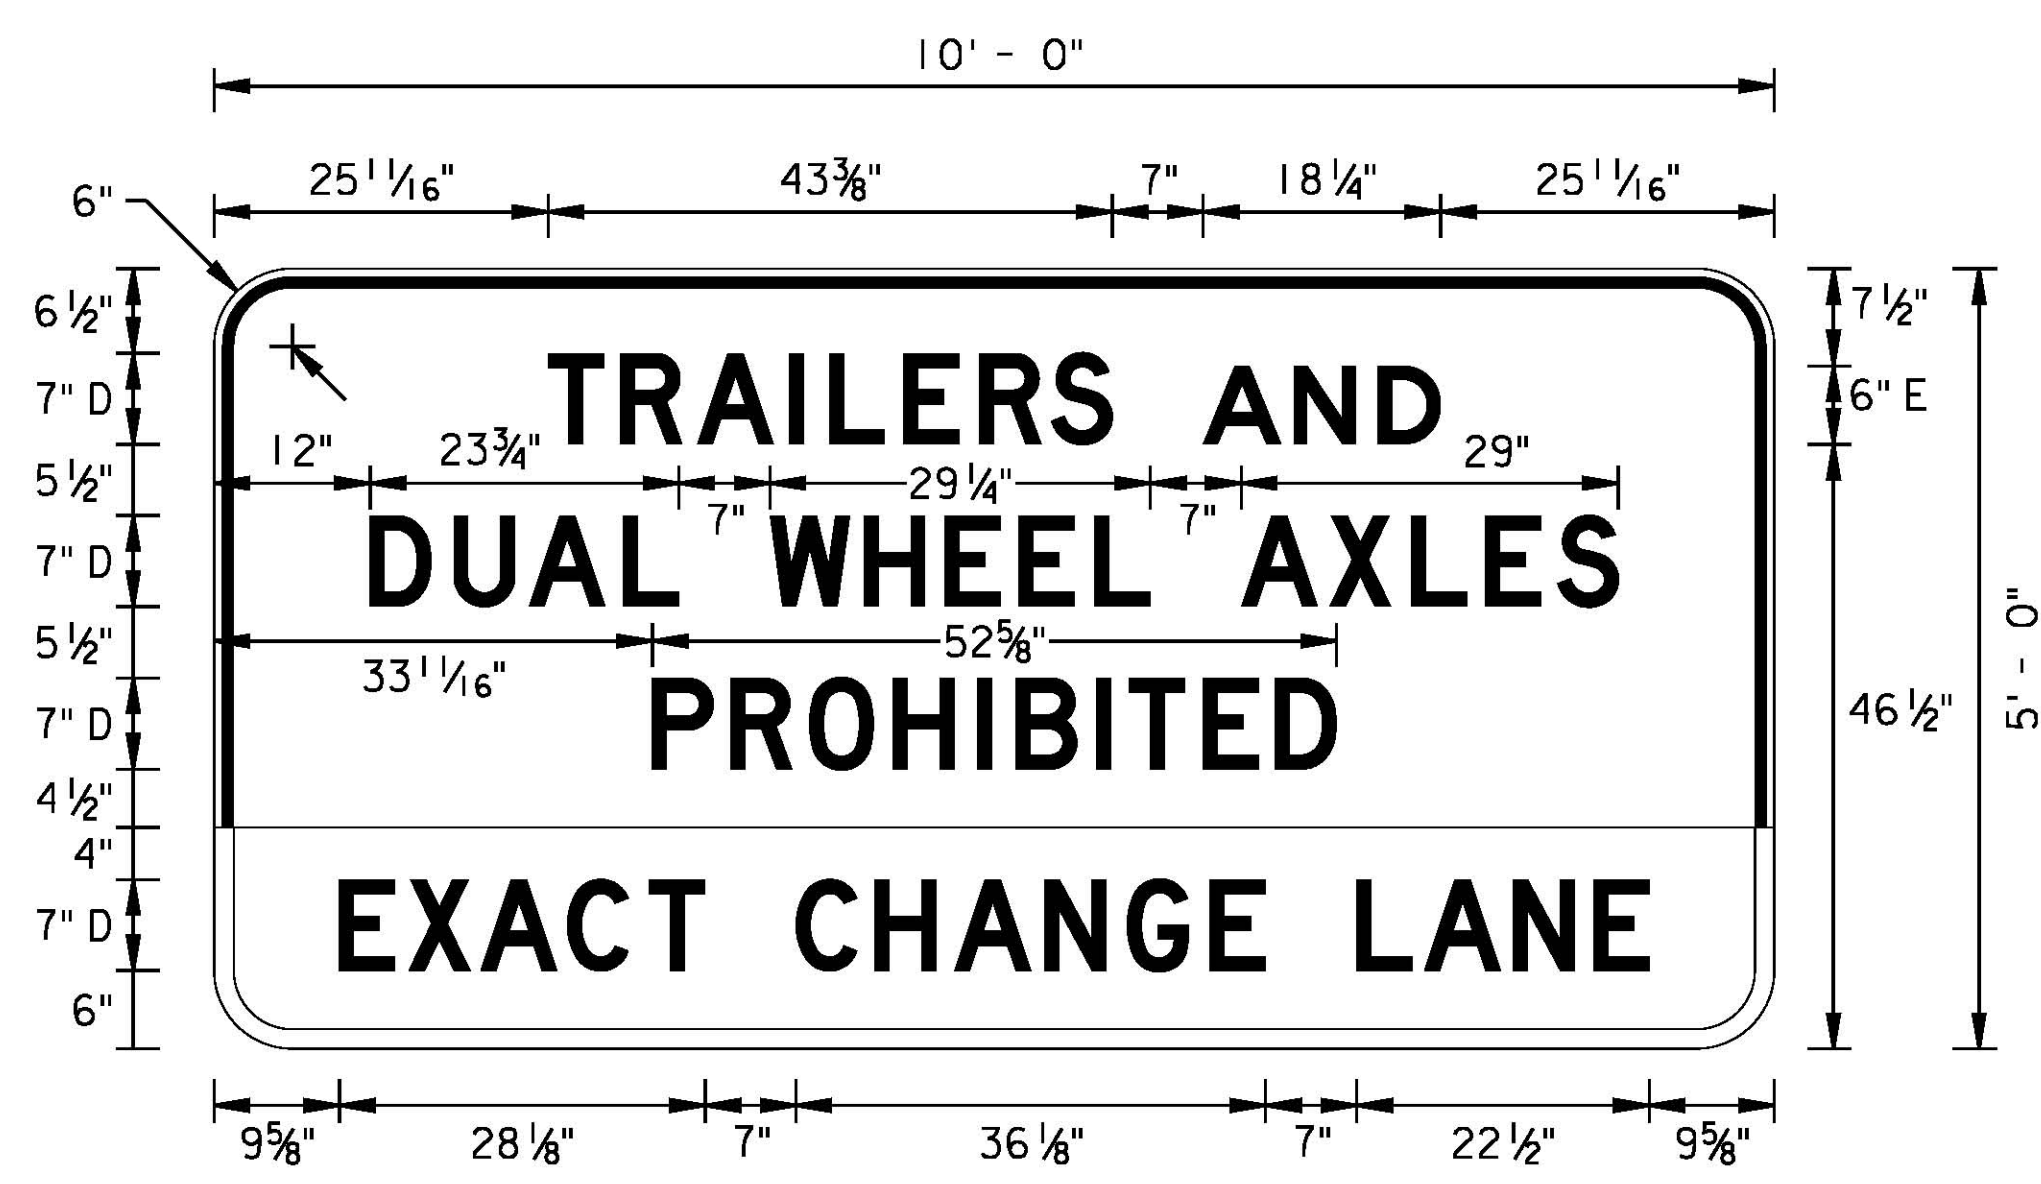 10' - 0"
25 11/16" 43 3/8" 7" 18 1/4" 25 11/16"
6"
6 1/2" 7 1/2"
7" D TRAILERS AND 6" E
5 1/2" 12" 23 3/4" 7" 29 1/4" 7" 29"
7" D DUAL WHEEL AXLES
5 1/2" 33 11/16" 52 5/8"
7" D PROHIBITED 46 1/2" 5' - 0"
4 1/2"
4"
7" D EXACT CHANGE LANE
6"
9 5/8" 28 1/8" 7" 36 1/8" 7" 22 1/2" 9 5/8"